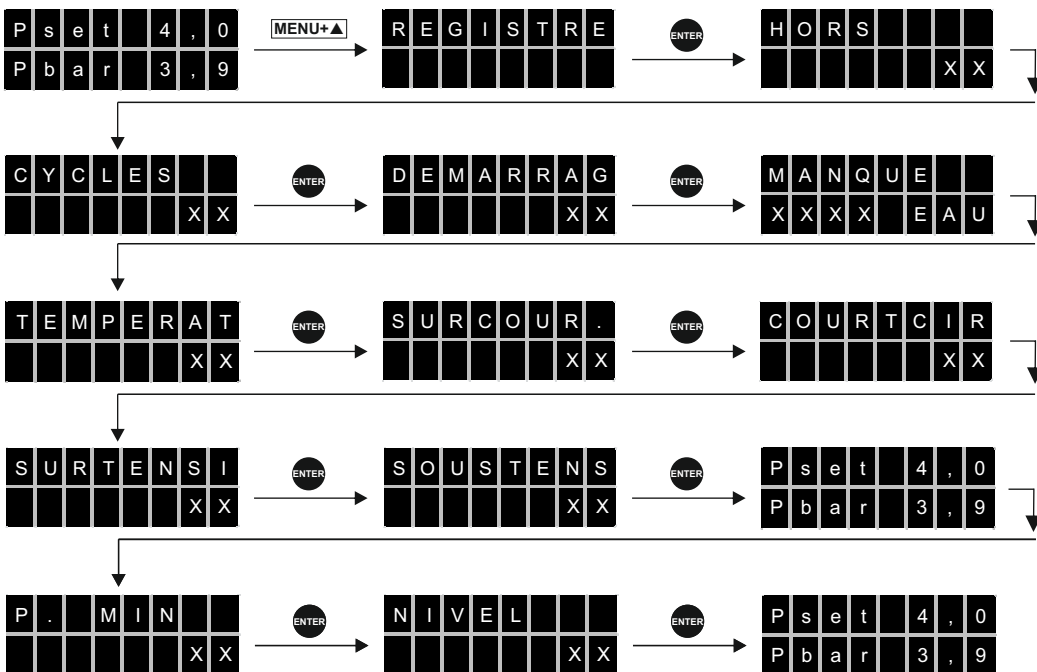 Pset 4,0
Pbar 3,9
MENU+▲
REGISTRE
ENTER
HORS
XX
CYCLES
XX
ENTER
DEMARRAG
XX
ENTER
MANQUE
XXXX EAU
TEMPERAT
XX
ENTER
SURCOUR.
XX
ENTER
COURTCIR
XX
SURTENSI
XX
ENTER
SOUSTENS
XX
ENTER
Pset 4,0
Pbar 3,9
P. MIN
XX
ENTER
NIVEL
XX
ENTER
Pset 4,0
Pbar 3,9